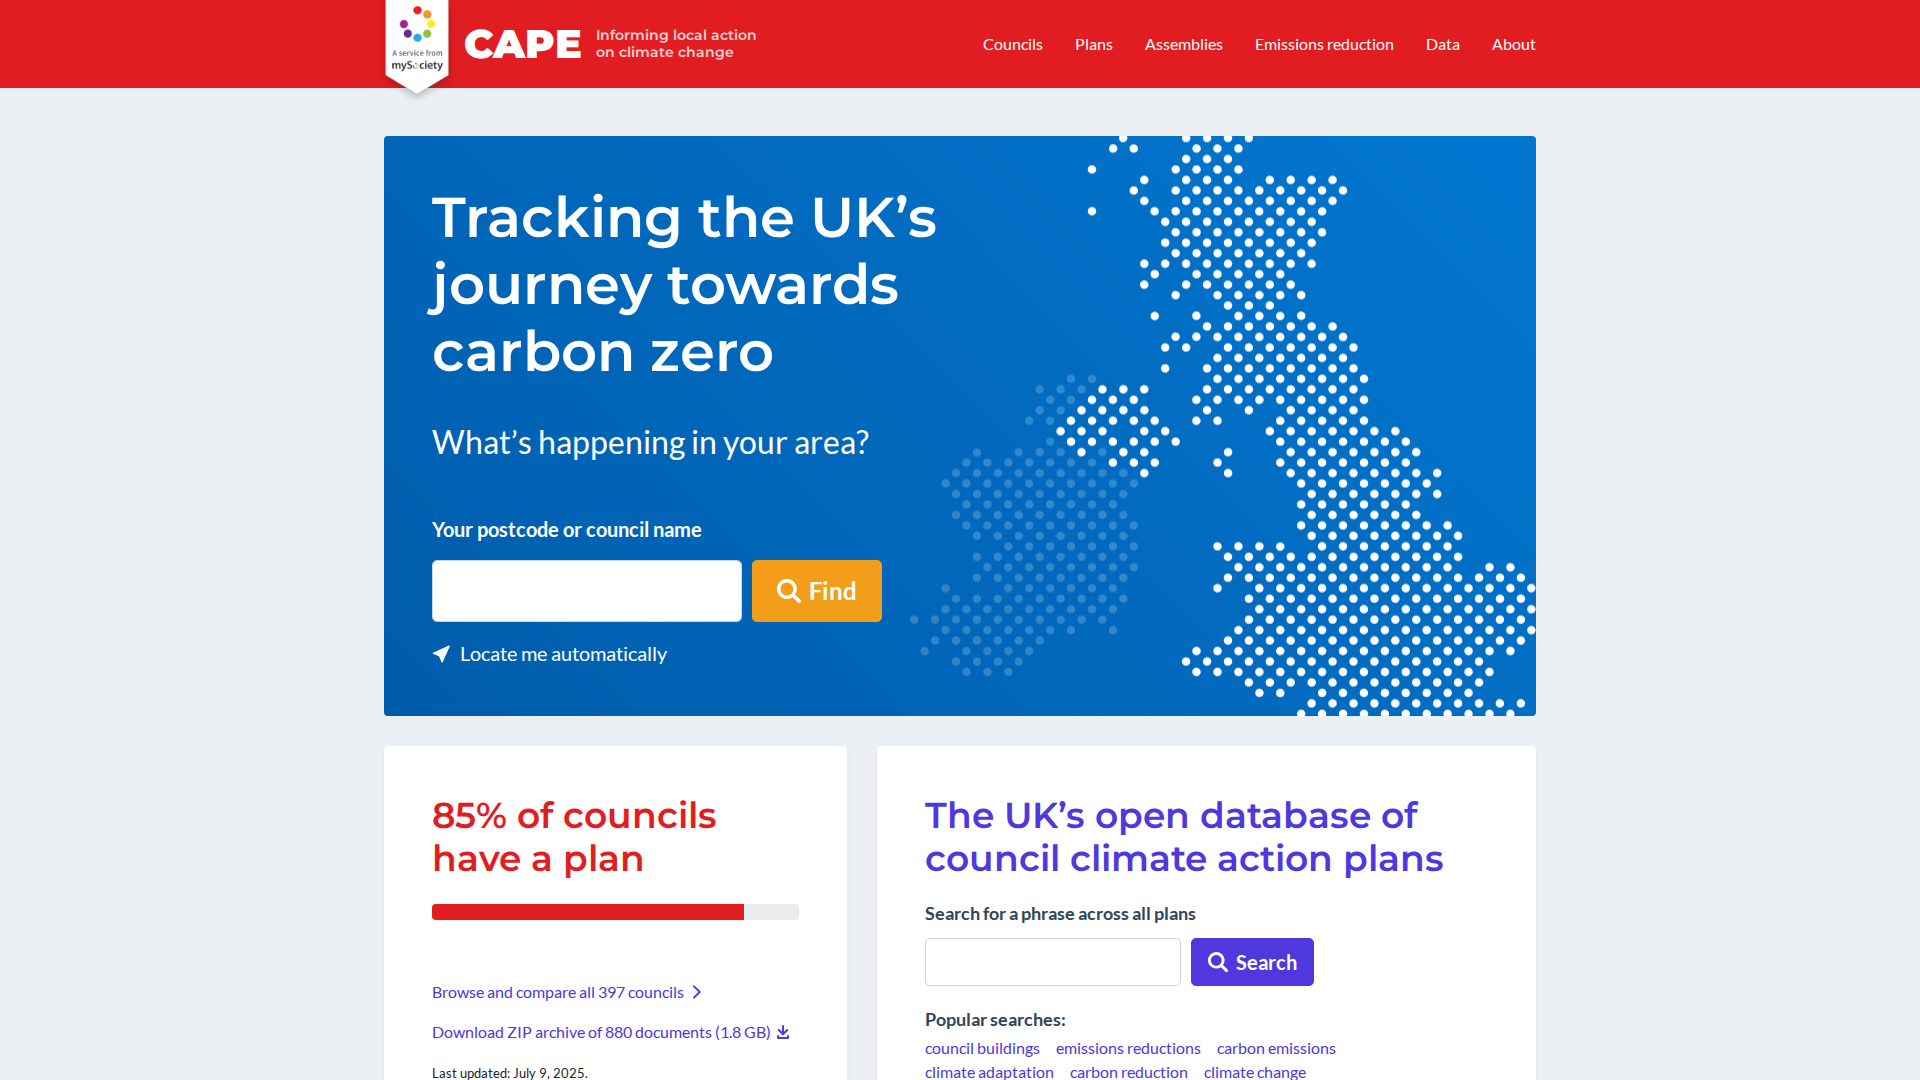 A service from
mySociety
CAPE
Informing local action
on climate change
Councils
Plans
Assemblies
Emissions reduction
Data
About
Tracking the UK’s
journey towards
carbon zero
What’s happening in your area?
Your postcode or council name
Find
Locate me automatically
85% of councils
have a plan
Browse and compare all 397 councils
Download ZIP archive of 880 documents (1.8 GB)
Last updated: July 9, 2025.
The UK’s open database of
council climate action plans
Search for a phrase across all plans
Search
Popular searches:
council buildings emissions reductions carbon emissions
climate adaptation carbon reduction climate change